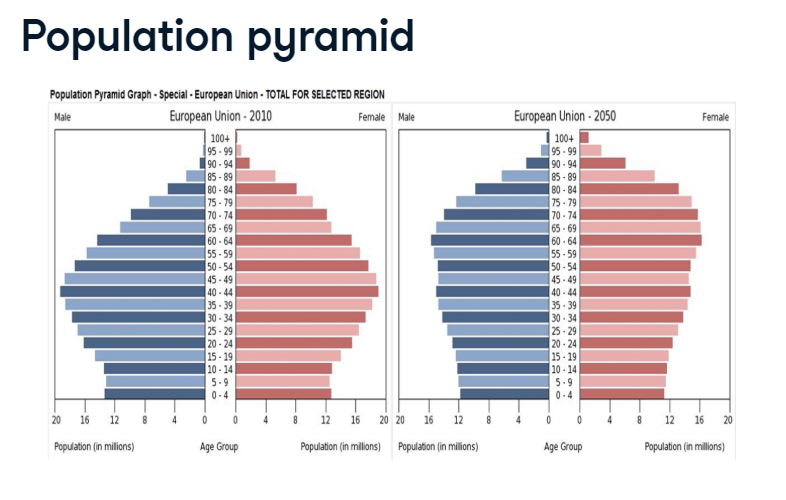 Population pyramid
Population Pyramid Graph - Special - European Union - TOTAL FOR SELECTED REGION
Male European Union - 2010 Female
100+
95 - 99
90 - 94
85 - 89
80 - 84
75 - 79
70 - 74
65 - 69
60 - 64
55 - 59
50 - 54
45 - 49
40 - 44
35 - 39
30 - 34
25 - 29
20 - 24
15 - 19
10 - 14
5 - 9
0 - 4
20 16 12 8 4 0 0 4 8 12 16 20
Population (in millions) Age Group Population (in millions)
Male European Union - 2050 Female
100+
95 - 99
90 - 94
85 - 89
80 - 84
75 - 79
70 - 74
65 - 69
60 - 64
55 - 59
50 - 54
45 - 49
40 - 44
35 - 39
30 - 34
25 - 29
20 - 24
15 - 19
10 - 14
5 - 9
0 - 4
20 16 12 8 4 0 0 4 8 12 16 20
Population (in millions) Age Group Population (in millions)